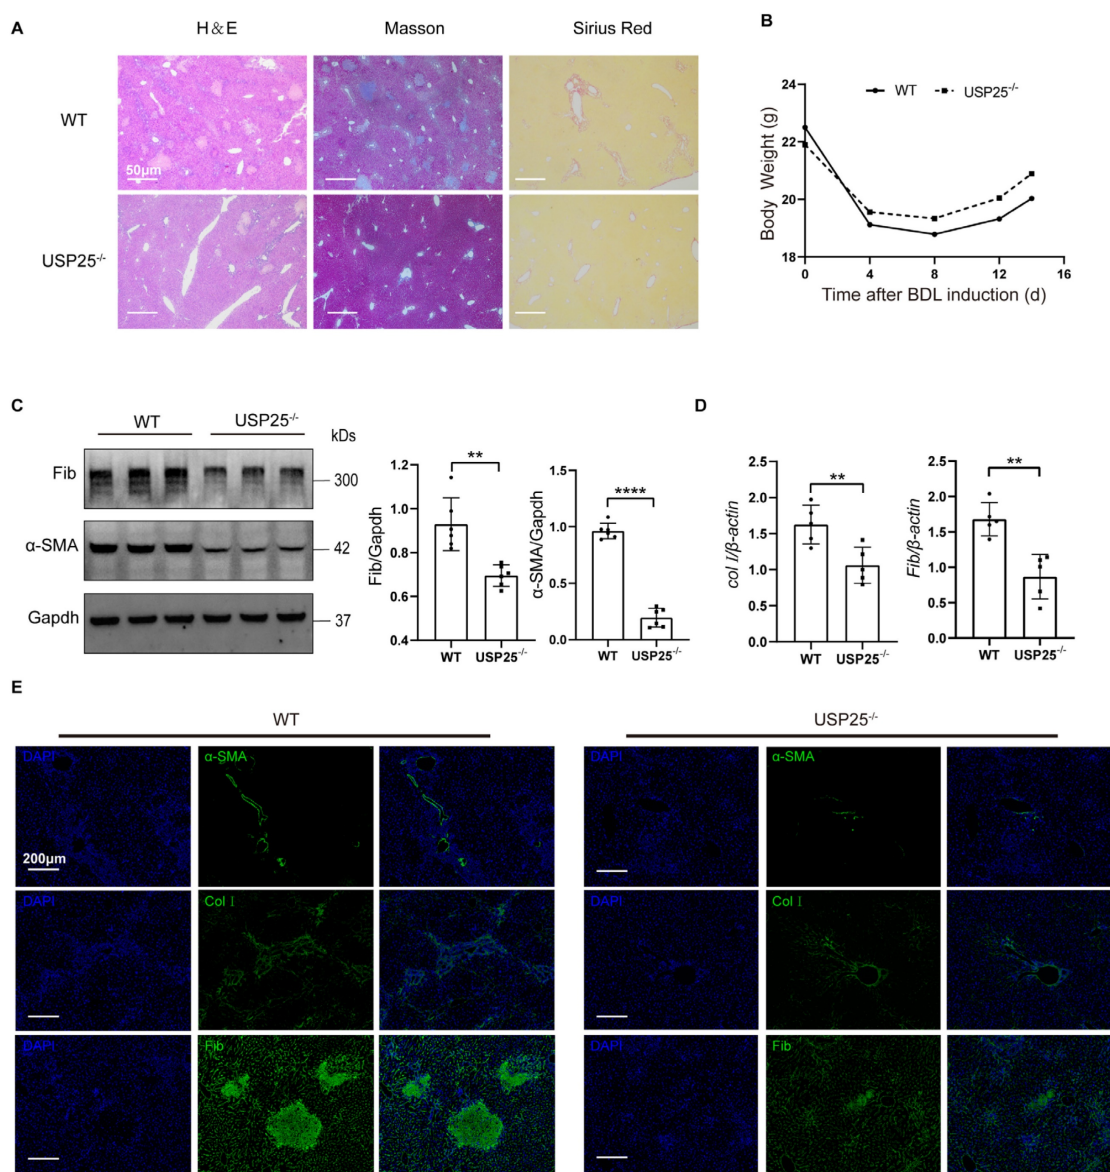 A
H&E Masson Sirius Red
WT
50μm
USP25-/-
B
WT USP25-/-
24
22
20
18
Body Weight (g)
0 4 8 12 16
Time after BDL induction (d)
C
WT USP25-/-
kDs
Fib
300
α-SMA
42
Gapdh
37
Fib/Gapdh
1.2
1.0
0.8
0.6
0.4
**
WT USP25-/-
α-SMA/Gapdh
1.5
1.0
0.5
0.0
****
WT USP25-/-
D
col I/β-actin
2.5
2.0
1.5
1.0
0.5
0.0
**
WT USP25-/-
Fib/β-actin
2.5
2.0
1.5
1.0
0.5
0.0
**
WT USP25-/-
E
WT USP25-/-
DAPI α-SMA DAPI α-SMA
200μm
DAPI Col I DAPI Col I
DAPI Fib DAPI Fib